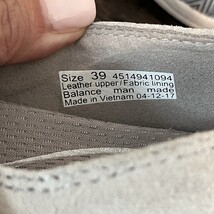 Size 39 4514941094
Leather upper/Fabric lining
Balance man made
Made in Vietnam 04-12-17